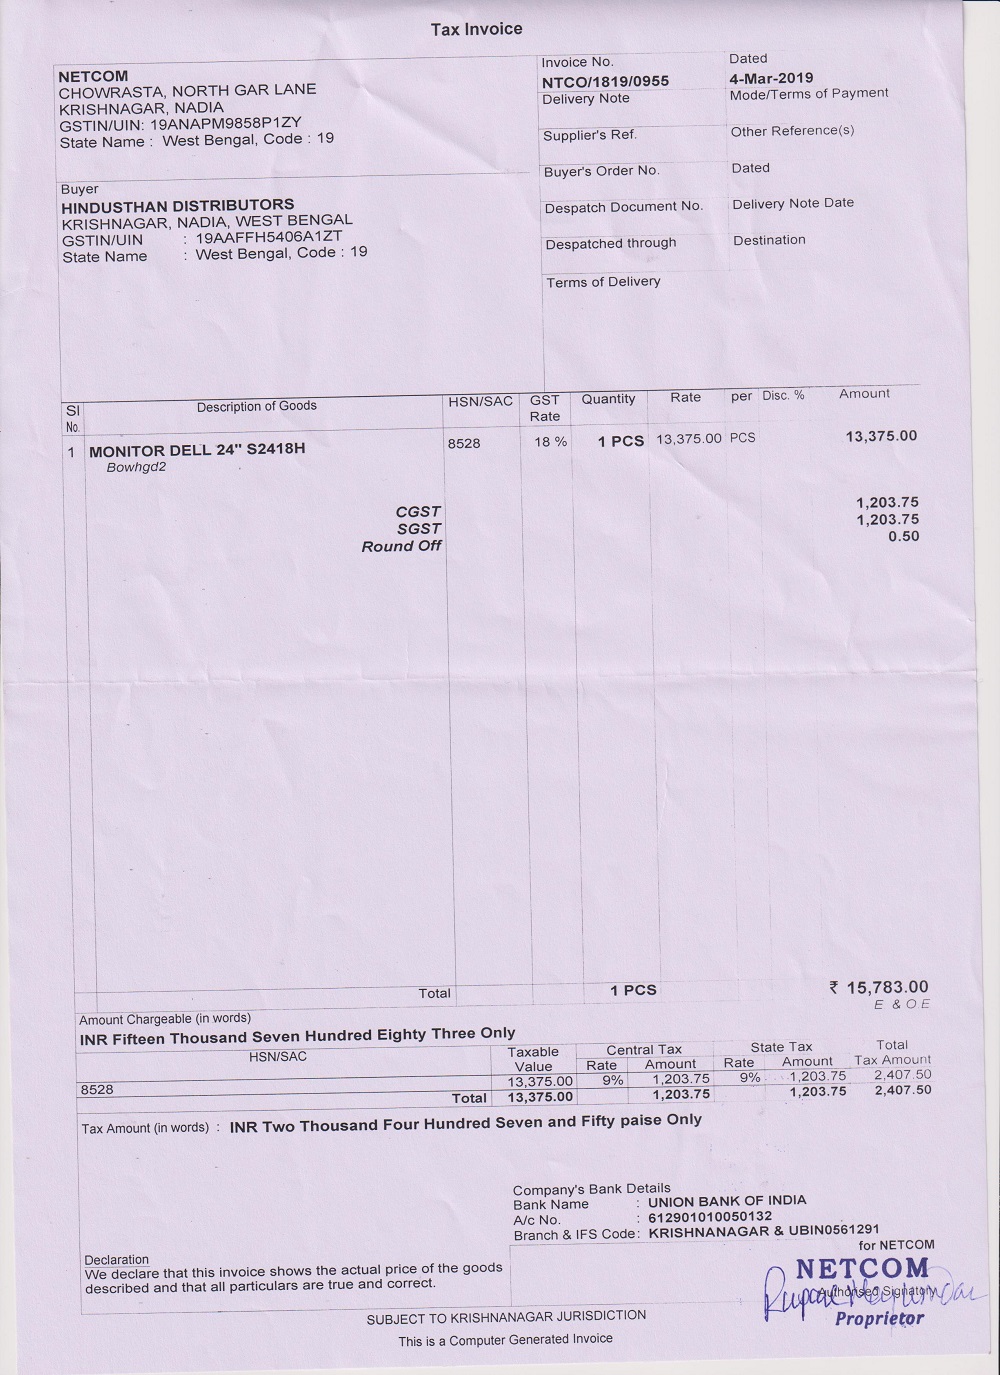 Tax Invoice
NETCOM
CHOWRASTA, NORTH GAR LANE
KRISHNAGAR, NADIA
GSTIN/UIN: 19ANAPM9858P1ZY
State Name : West Bengal, Code : 19
Invoice No. Dated
NTCO/1819/0955 4-Mar-2019
Delivery Note Mode/Terms of Payment
Supplier's Ref. Other Reference(s)
Buyer's Order No. Dated
Despatch Document No. Delivery Note Date
Despatched through Destination
Terms of Delivery
Buyer
HINDUSTHAN DISTRIBUTORS
KRISHNAGAR, NADIA, WEST BENGAL
GSTIN/UIN : 19AAFFH5406A1ZT
State Name : West Bengal, Code : 19
Sl Description of Goods HSN/SAC GST Quantity Rate per Disc. % Amount
No. Rate
1 MONITOR DELL 24" S2418H 8528 18 % 1 PCS 13,375.00 PCS 13,375.00
Bowhgd2
CGST 1,203.75
SGST 1,203.75
Round Off 0.50
Total 1 PCS ₹ 15,783.00
E & O E
Amount Chargeable (in words)
INR Fifteen Thousand Seven Hundred Eighty Three Only
HSN/SAC Taxable Central Tax State Tax Total
Value Rate Amount Rate Amount Tax Amount
8528 13,375.00 9% 1,203.75 9% 1,203.75 2,407.50
Total 13,375.00 1,203.75 1,203.75 2,407.50
Tax Amount (in words) : INR Two Thousand Four Hundred Seven and Fifty paise Only
Company's Bank Details
Bank Name : UNION BANK OF INDIA
A/c No. : 612901010050132
Branch & IFS Code : KRISHNANAGAR & UBIN0561291
Declaration
We declare that this invoice shows the actual price of the goods
described and that all particulars are true and correct.
for NETCOM
NETCOM
Authorised Signatory
Proprietor
SUBJECT TO KRISHNANAGAR JURISDICTION
This is a Computer Generated Invoice